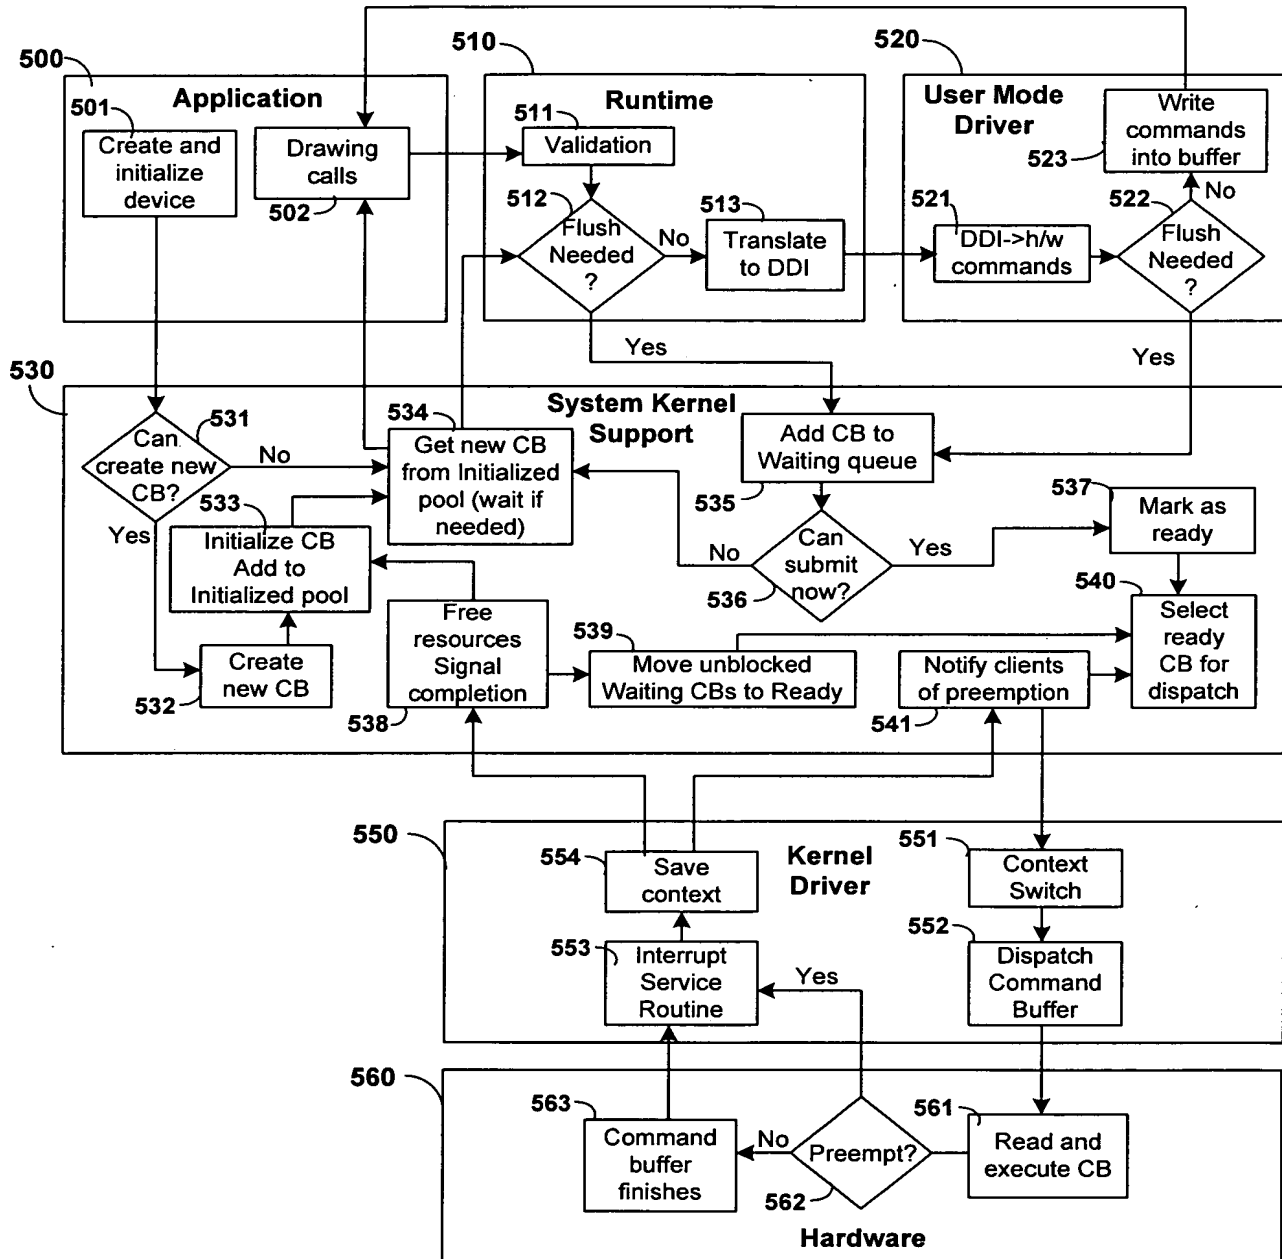 500
Application
501
Create and
initialize
device
Drawing
calls
502
510
Runtime
511
Validation
512
Flush
Needed
?
No
513
Translate
to DDI
Yes
520
User Mode
Driver
Write
commands
into buffer
523
No
521
DDI->h/w
commands
522
Flush
Needed
?
Yes
530
System Kernel
Support
531
Can
create new
CB?
No
Yes
534
Get new CB
from Initialized
pool (wait if
needed)
533
Initialize CB
Add to
Initialized pool
Create
new CB
532
Add CB to
Waiting queue
535
Can
submit
now?
536
No
Yes
537
Mark as
ready
540
Select
ready
CB for
dispatch
Free
resources
Signal
completion
538
539
Move unblocked
Waiting CBs to Ready
Notify clients
of preemption
541
550
Kernel
Driver
554
Save
context
553
Interrupt
Service
Routine
Yes
551
Context
Switch
552
Dispatch
Command
Buffer
560
563
Command
buffer
finishes
No
Preempt?
562
561
Read and
execute CB
Hardware